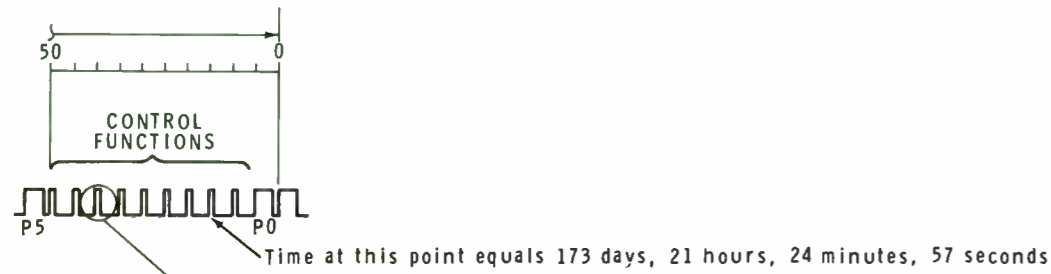 50 0
CONTROL
FUNCTIONS
P5 P0
Time at this point equals 173 days, 21 hours, 24 minutes, 57 seconds